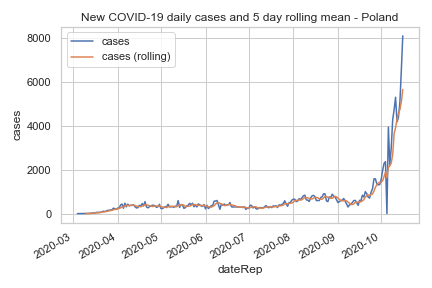 New COVID-19 daily cases and 5 day rolling mean - Poland
cases
cases (rolling)
8000
6000
4000
2000
0
cases
2020-03
2020-04
2020-05
2020-06
2020-07
2020-08
2020-09
2020-10
dateRep